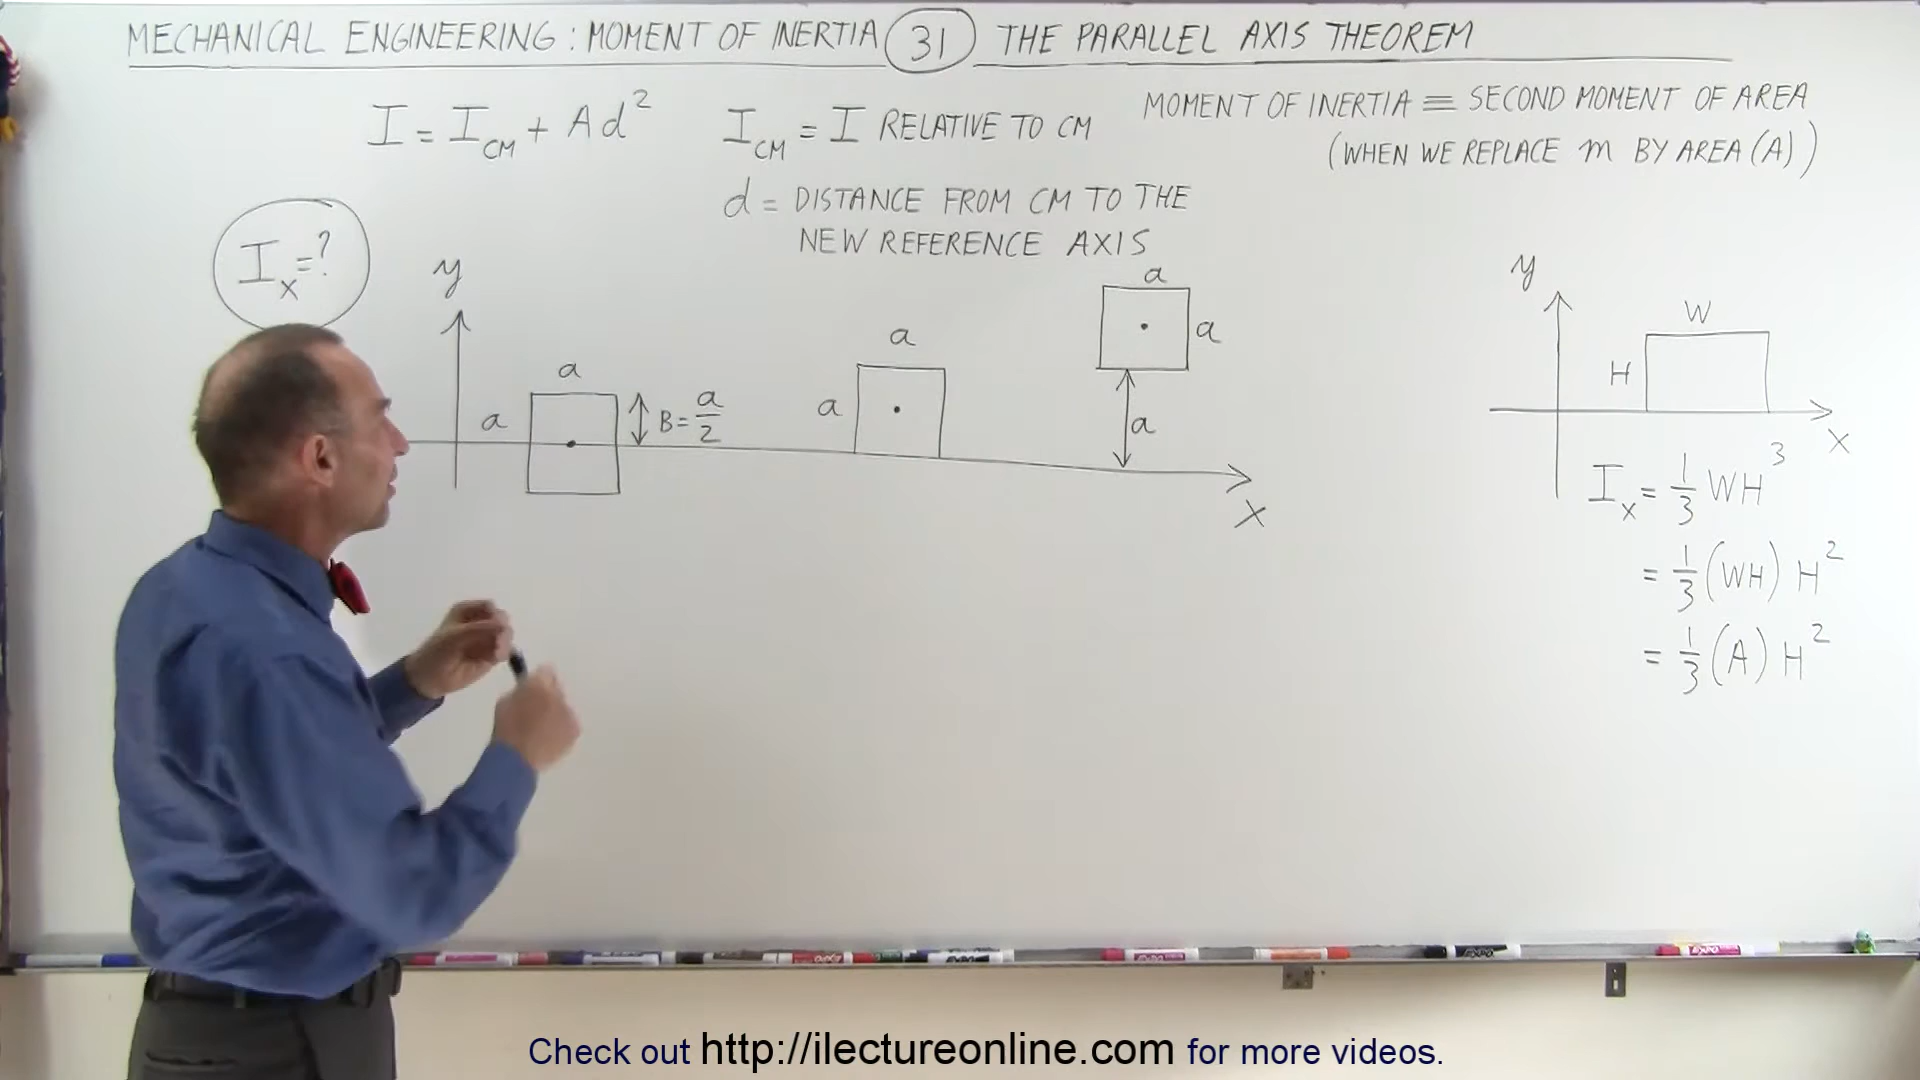 MECHANICAL ENGINEERING: MOMENT OF INERTIA 31 THE PARALLEL AXIS THEOREM
I = I_CM + Ad²
I_CM = I RELATIVE TO CM
d = DISTANCE FROM CM TO THE
NEW REFERENCE AXIS
MOMENT OF INERTIA ≡ SECOND MOMENT OF AREA
(WHEN WE REPLACE m BY AREA (A))
I_x = ?
y
a
a
B = a/2
a
a
a
a
a
x
y
W
H
x
I_x = 1/3 WH³
= 1/3 (WH) H²
= 1/3 (A) H²
Check out http://ilectureonline.com for more videos.